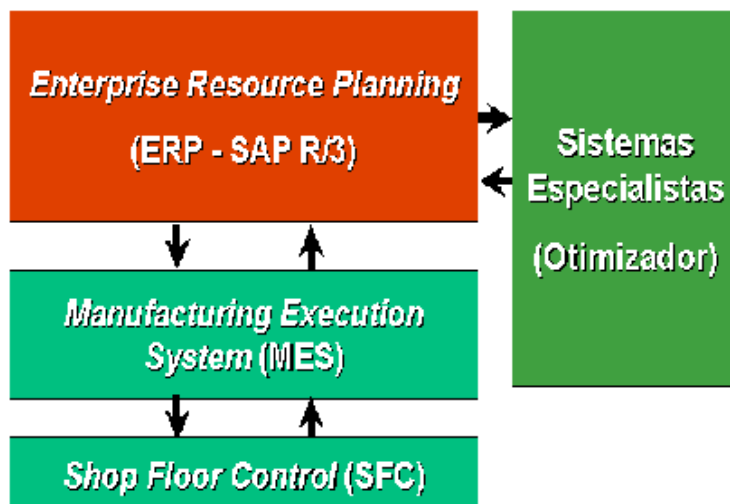 Enterprise Resource Planning
(ERP - SAP R/3)
Sistemas
Especialistas
(Otimizador)
Manufacturing Execution
System (MES)
Shop Floor Control (SFC)